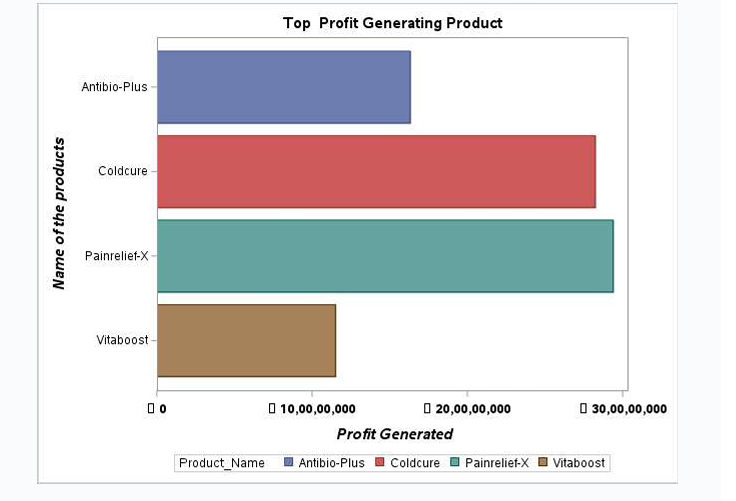 Top  Profit Generating Product
Name of the products
Antibio-Plus
Coldcure
Painrelief-X
Vitaboost
0 10,00,00,000 20,00,00,000 30,00,00,000
Profit Generated
Product_Name Antibio-Plus Coldcure Painrelief-X Vitaboost